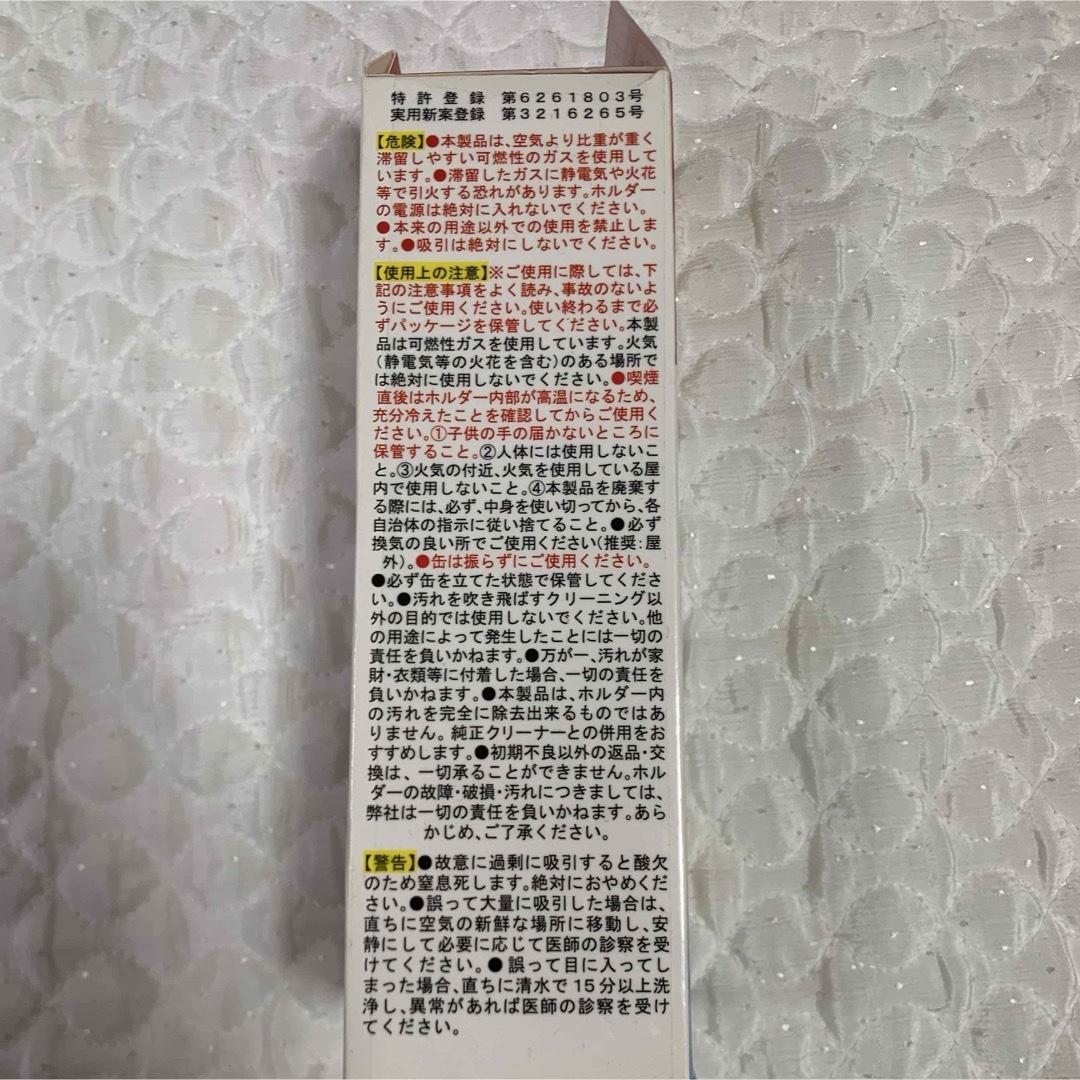 特許登録 第6261803号
実用新案登録 第3216265号
【危険】●本製品は、空気より比重が重く
滞留しやすい可燃性のガスを使用して
います。●滞留したガスに静電気や火花
等で引火する恐れがあります。ホルダー
の電源は絶対に入れないでください。
●本来の用途以外での使用を禁止しま
す。●吸引は絶対にしないでください。
【使用上の注意】※ご使用に際しては、下
記の注意事項をよく読み、事故のないよ
うにご使用ください。使い終わるまで必
ずパッケージを保管してください。本製
品は可燃性ガスを使用しています。火気
(静電気等の火花を含む)のある場所で
は絶対に使用しないでください。●喫煙
直後はホルダー内部が高温になるため、
充分冷えたことを確認してからご使用く
ださい。①子供の手の届かないところに
保管すること。②人体には使用しないこ
と。③火気の付近、火気を使用している屋
内で使用しないこと。④本製品を廃棄す
る際には、必ず、中身を使い切ってから、各
自治体の指示に従い捨てること。●必ず
換気の良い所でご使用ください(推奨:屋
外)。●缶は振らずにご使用ください。
●必ず缶を立てた状態で保管してくださ
い。●汚れを吹き飛ばすクリーニング以
外の目的では使用しないでください。他
の用途によって発生したことには一切の
責任を負いかねます。●万が一、汚れが家
財・衣類等に付着した場合、一切の責任を
負いかねます。●本製品は、ホルダー内
の汚れを完全に除去出来るものではあ
りません。純正クリーナーとの併用をお
すすめします。●初期不良以外の返品・交
換は、一切承ることができません。ホル
ダーの故障・破損・汚れにつきましては、
弊社は一切の責任を負いかねます。あら
かじめ、ご了承ください。
【警告】●故意に過剰に吸引すると酸欠
のため窒息死します。絶対におやめくだ
さい。●誤って大量に吸引した場合は、
直ちに空気の新鮮な場所に移動し、安
静にして必要に応じて医師の診察を受
けてください。●誤って目に入ってし
まった場合、直ちに清水で15分以上洗
浄し、異常があれば医師の診察を受け
てください。